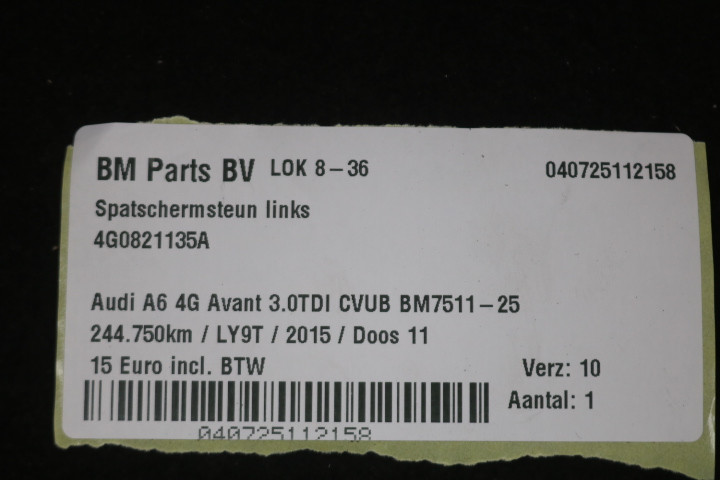 BM Parts BV LOK 8-36 040725112158
Spatschermsteun links
4G0821135A
Audi A6 4G Avant 3.0TDI CVUB BM7511-25
244.750km / LY9T / 2015 / Doos 11
15 Euro incl. BTW Verz: 10
Aantal: 1
040725112158